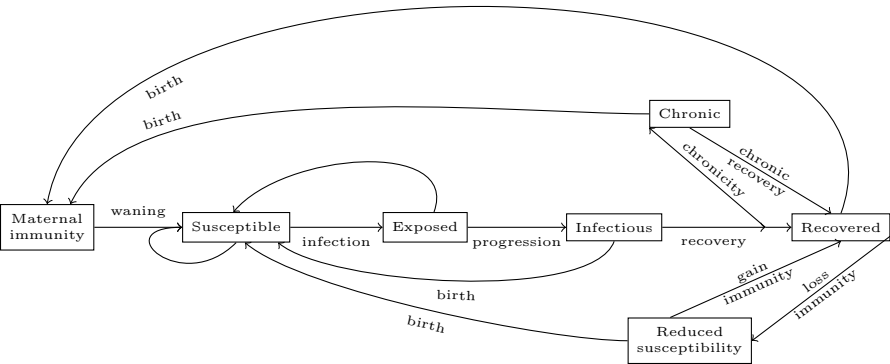 birth
birth
Chronic
chronic
recovery
chronicity
Maternal
immunity
waning
Susceptible
infection
Exposed
progression
Infectious
recovery
Recovered
birth
birth
gain
immunity
loss
immunity
Reduced
susceptibility